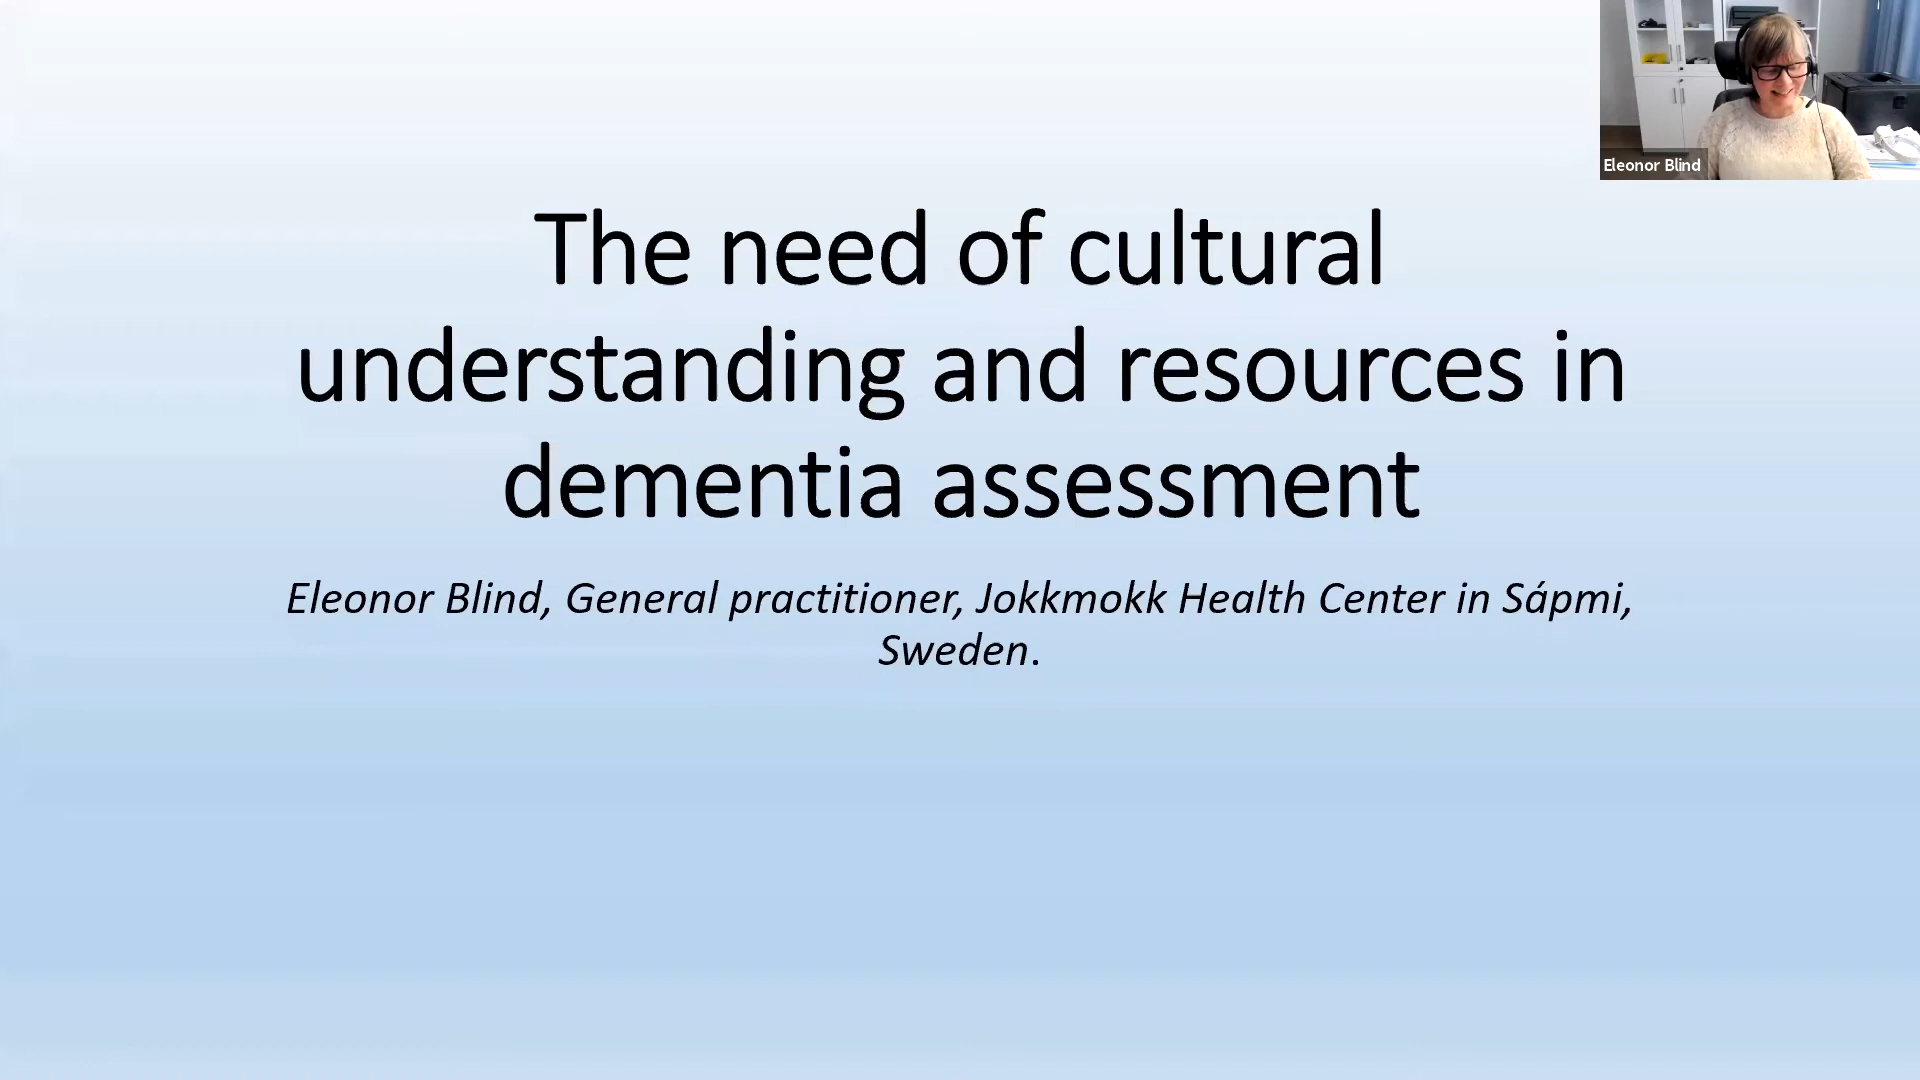 Eleonor Blind
The need of cultural
understanding and resources in
dementia assessment
Eleonor Blind, General practitioner, Jokkmokk Health Center in Sápmi,
Sweden.